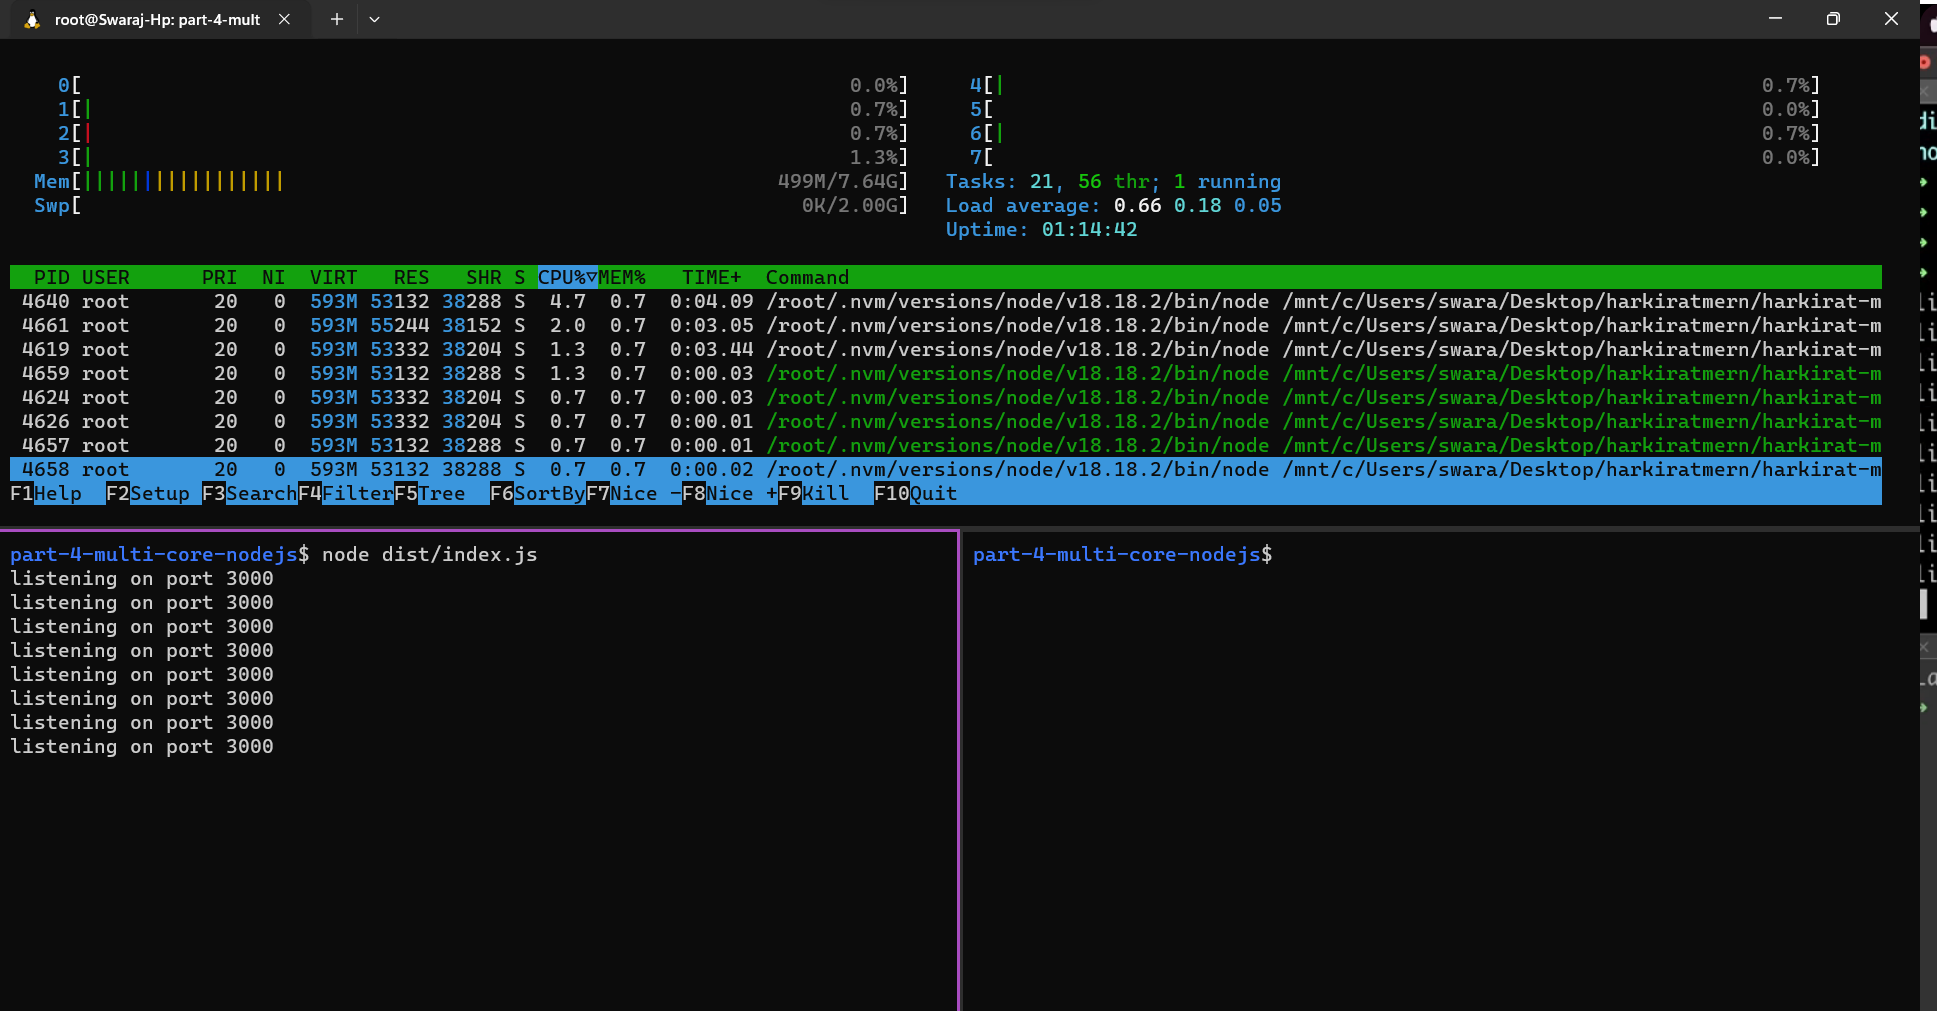 root@Swaraj-Hp: part-4-mult
0[ 0.0%] 4[| 0.7%]
1[| 0.7%] 5[ 0.0%]
2[| 0.7%] 6[| 0.7%]
3[| 1.3%] 7[ 0.0%]
Mem[||||||||||||||||| 499M/7.64G] Tasks: 21, 56 thr; 1 running
Swp[ 0K/2.00G] Load average: 0.66 0.18 0.05
Uptime: 01:14:42
PID USER PRI NI VIRT RES SHR S CPU%▽MEM% TIME+ Command
4640 root 20 0 593M 53132 38288 S 4.7 0.7 0:04.09 /root/.nvm/versions/node/v18.18.2/bin/node /mnt/c/Users/swara/Desktop/harkiratmern/harkirat-m
4661 root 20 0 593M 55244 38152 S 2.0 0.7 0:03.05 /root/.nvm/versions/node/v18.18.2/bin/node /mnt/c/Users/swara/Desktop/harkiratmern/harkirat-m
4619 root 20 0 593M 53332 38204 S 1.3 0.7 0:03.44 /root/.nvm/versions/node/v18.18.2/bin/node /mnt/c/Users/swara/Desktop/harkiratmern/harkirat-m
4659 root 20 0 593M 53132 38288 S 1.3 0.7 0:00.03 /root/.nvm/versions/node/v18.18.2/bin/node /mnt/c/Users/swara/Desktop/harkiratmern/harkirat-m
4624 root 20 0 593M 53332 38204 S 0.7 0.7 0:00.03 /root/.nvm/versions/node/v18.18.2/bin/node /mnt/c/Users/swara/Desktop/harkiratmern/harkirat-m
4626 root 20 0 593M 53332 38204 S 0.7 0.7 0:00.01 /root/.nvm/versions/node/v18.18.2/bin/node /mnt/c/Users/swara/Desktop/harkiratmern/harkirat-m
4657 root 20 0 593M 53132 38288 S 0.7 0.7 0:00.01 /root/.nvm/versions/node/v18.18.2/bin/node /mnt/c/Users/swara/Desktop/harkiratmern/harkirat-m
4658 root 20 0 593M 53132 38288 S 0.7 0.7 0:00.02 /root/.nvm/versions/node/v18.18.2/bin/node /mnt/c/Users/swara/Desktop/harkiratmern/harkirat-m
F1Help F2Setup F3SearchF4FilterF5Tree F6SortByF7Nice -F8Nice +F9Kill F10Quit
part-4-multi-core-nodejs$ node dist/index.js
listening on port 3000
listening on port 3000
listening on port 3000
listening on port 3000
listening on port 3000
listening on port 3000
listening on port 3000
listening on port 3000
part-4-multi-core-nodejs$